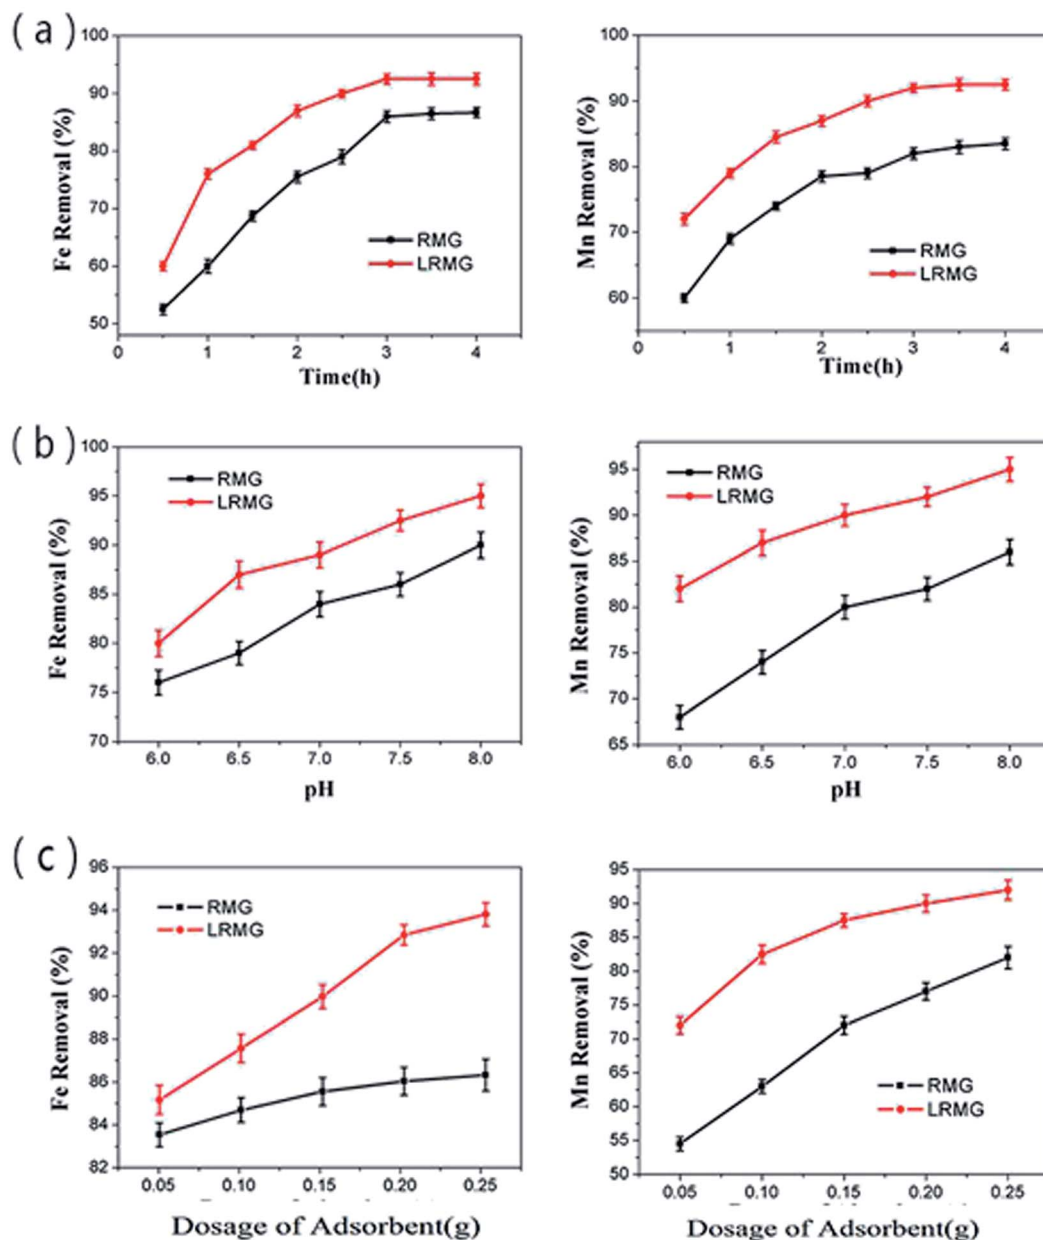 ( a )
100
90
80
70
60
50
Fe Removal (%)
RMG
LRMG
0 1 2 3 4
Time(h)
100
90
80
70
60
Mn Removal (%)
RMG
LRMG
0 1 2 3 4
Time(h)
( b )
100
95
90
85
80
75
70
Fe Removal (%)
RMG
LRMG
6.0 6.5 7.0 7.5 8.0
pH
95
90
85
80
75
70
65
Mn Removal (%)
RMG
LRMG
6.0 6.5 7.0 7.5 8.0
pH
( c )
96
94
92
90
88
86
84
82
Fe Removal (%)
RMG
LRMG
0.05 0.10 0.15 0.20 0.25
Dosage of Adsorbent(g)
95
90
85
80
75
70
65
60
55
50
Mn Removal (%)
RMG
LRMG
0.05 0.10 0.15 0.20 0.25
Dosage of Adsorbent(g)